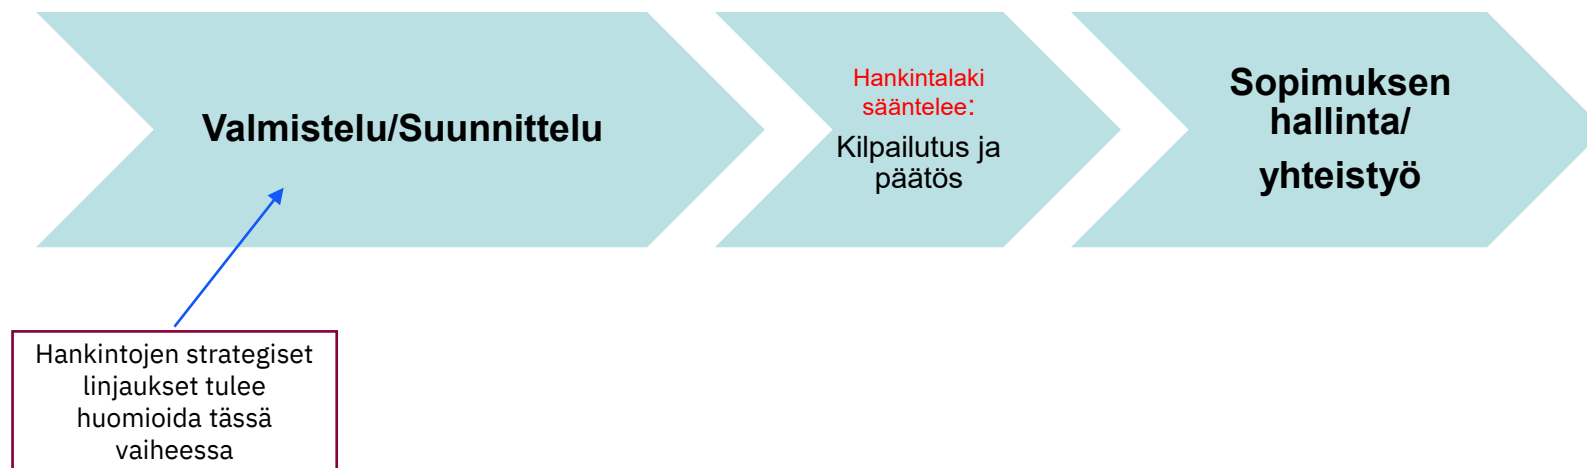 Valmistelu/Suunnittelu
Hankintalaki
sääntelee:
Kilpailutus ja
päätös
Sopimuksen
hallinta/
yhteistyö
Hankintojen strategiset
linjaukset tulee
huomioida tässä
vaiheessa